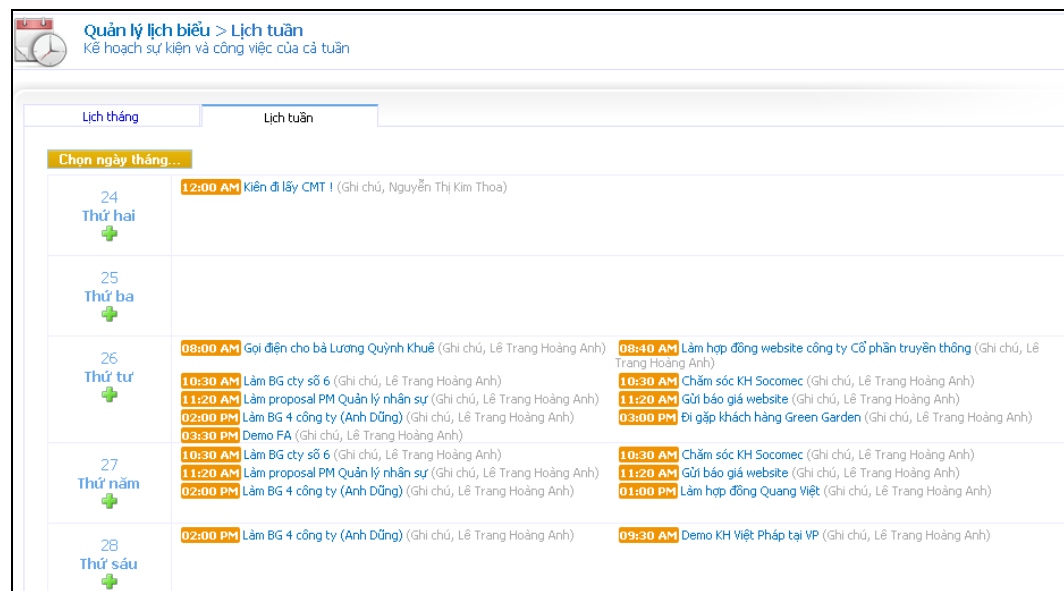 Quản lý lịch biểu > Lịch tuần
Kế hoạch sự kiện và công việc của cả tuần
Lịch tháng
Lịch tuần
Chọn ngày tháng...
24
Thứ hai
12:00 AM Kiến đi lấy CMT ! (Ghi chú, Nguyễn Thị Kim Thoa)
25
Thứ ba
26
Thứ tư
08:00 AM Gọi điện cho bà Lương Quỳnh Khuê (Ghi chú, Lê Trang Hoàng Anh)
08:40 AM Làm hợp đồng website công ty Cổ phần truyền thông (Ghi chú, Lê
Trang Hoàng Anh)
10:30 AM Làm BG cty số 6 (Ghi chú, Lê Trang Hoàng Anh)
10:30 AM Chăm sóc KH Socomec (Ghi chú, Lê Trang Hoàng Anh)
11:20 AM Làm proposal PM Quản lý nhân sự (Ghi chú, Lê Trang Hoàng Anh)
11:20 AM Gửi báo giá website (Ghi chú, Lê Trang Hoàng Anh)
02:00 PM Làm BG 4 công ty (Anh Dũng) (Ghi chú, Lê Trang Hoàng Anh)
03:00 PM Đi gặp khách hàng Green Garden (Ghi chú, Lê Trang Hoàng Anh)
03:30 PM Demo FA (Ghi chú, Lê Trang Hoàng Anh)
27
Thứ năm
10:30 AM Làm BG cty số 6 (Ghi chú, Lê Trang Hoàng Anh)
10:30 AM Chăm sóc KH Socomec (Ghi chú, Lê Trang Hoàng Anh)
11:20 AM Làm proposal PM Quản lý nhân sự (Ghi chú, Lê Trang Hoàng Anh)
11:20 AM Gửi báo giá website (Ghi chú, Lê Trang Hoàng Anh)
02:00 PM Làm BG 4 công ty (Anh Dũng) (Ghi chú, Lê Trang Hoàng Anh)
01:00 PM Làm hợp đồng Quang Việt (Ghi chú, Lê Trang Hoàng Anh)
28
Thứ sáu
02:00 PM Làm BG 4 công ty (Anh Dũng) (Ghi chú, Lê Trang Hoàng Anh)
09:30 AM Demo KH Việt Pháp tại VP (Ghi chú, Lê Trang Hoàng Anh)